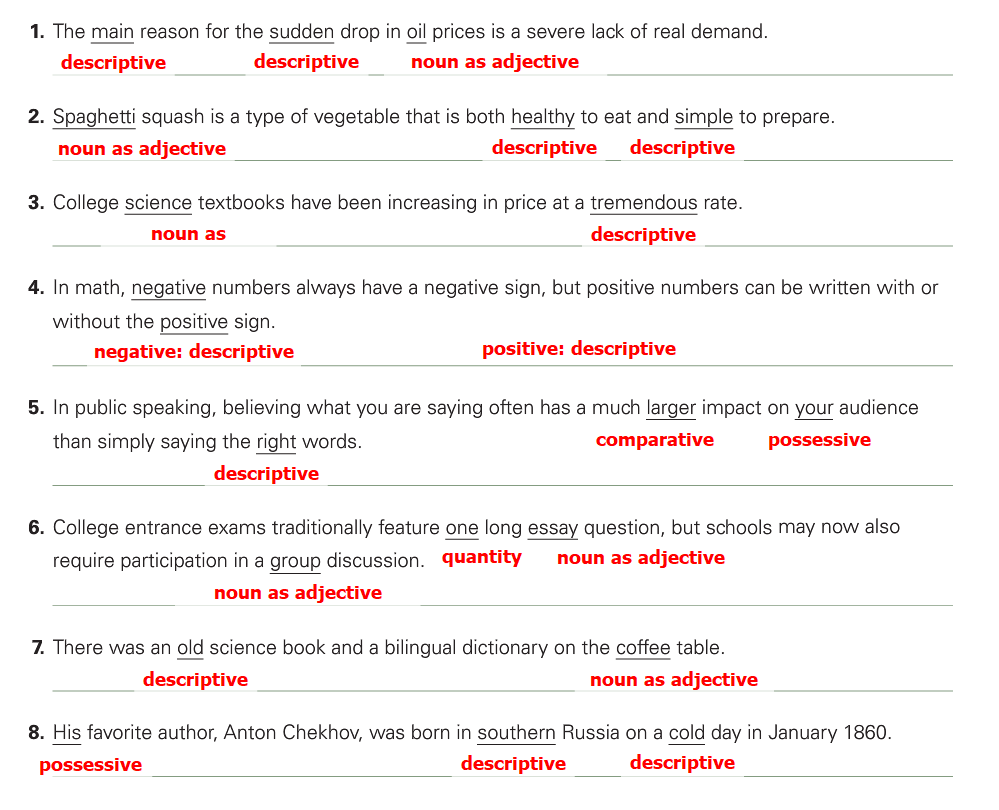 1. The main reason for the sudden drop in oil prices is a severe lack of real demand.
descriptive descriptive noun as adjective
2. Spaghetti squash is a type of vegetable that is both healthy to eat and simple to prepare.
noun as adjective descriptive descriptive
3. College science textbooks have been increasing in price at a tremendous rate.
noun as descriptive
4. In math, negative numbers always have a negative sign, but positive numbers can be written with or
without the positive sign.
negative: descriptive positive: descriptive
5. In public speaking, believing what you are saying often has a much larger impact on your audience
than simply saying the right words. comparative possessive
descriptive
6. College entrance exams traditionally feature one long essay question, but schools may now also
require participation in a group discussion. quantity noun as adjective
noun as adjective
7. There was an old science book and a bilingual dictionary on the coffee table.
descriptive noun as adjective
8. His favorite author, Anton Chekhov, was born in southern Russia on a cold day in January 1860.
possessive descriptive descriptive